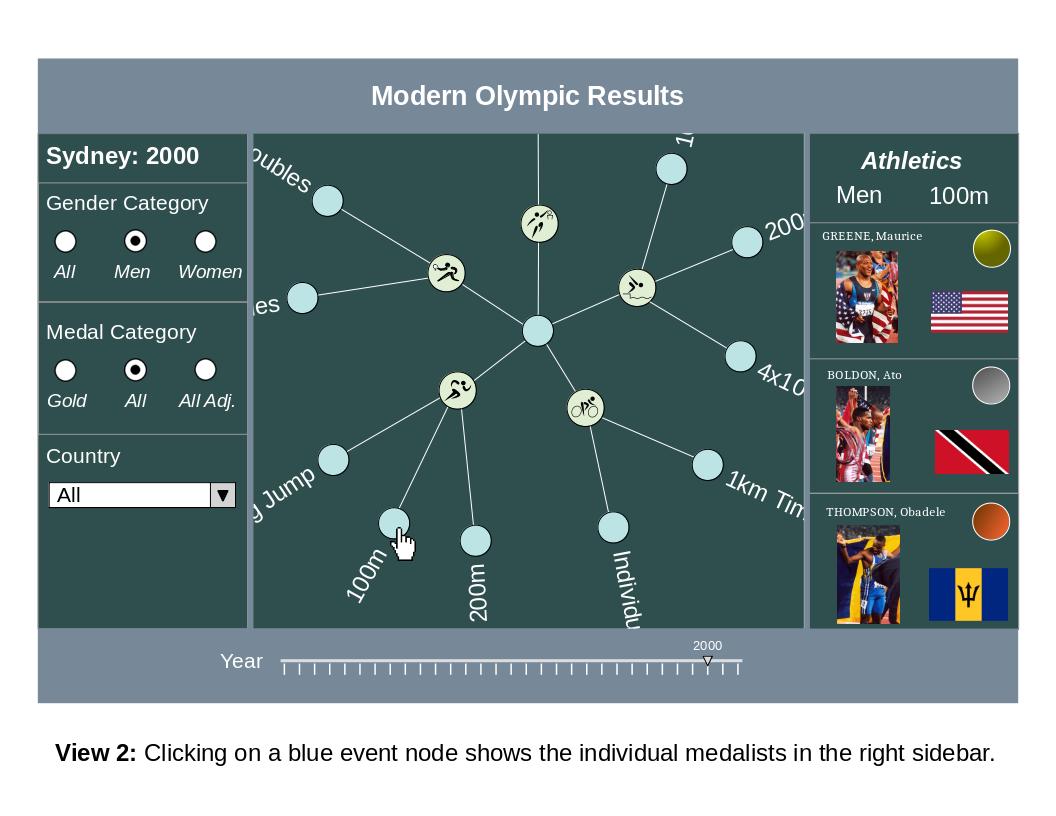 Modern Olympic Results
Sydney: 2000
Gender Category
All Men Women
Medal Category
Gold All All Adj.
Country
All
oubles
es
g Jump
100m
200m
Individu
1km Tim
4x10
200
Athletics
Men 100m
GREENE, Maurice
BOLDON, Ato
THOMPSON, Obadele
Year
2000
View 2: Clicking on a blue event node shows the individual medalists in the right sidebar.